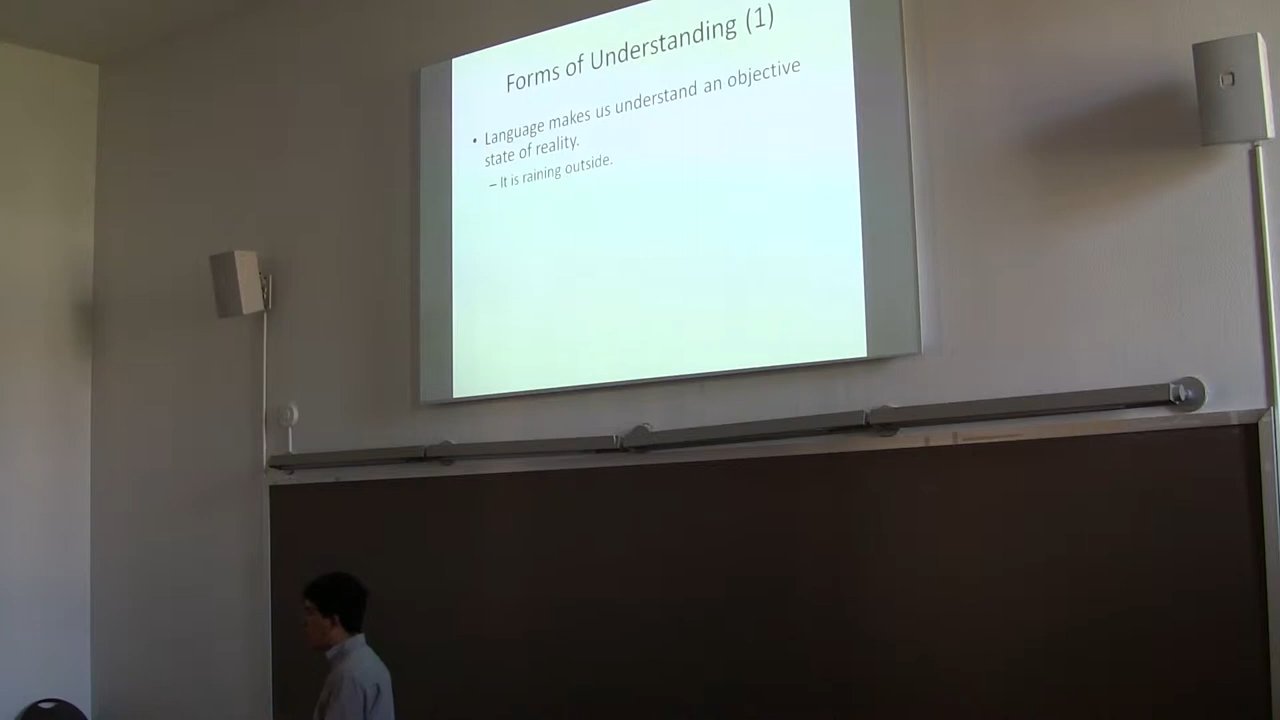 Forms of Understanding (1)
• Language makes us understand an objective
state of reality.
– It is raining outside.